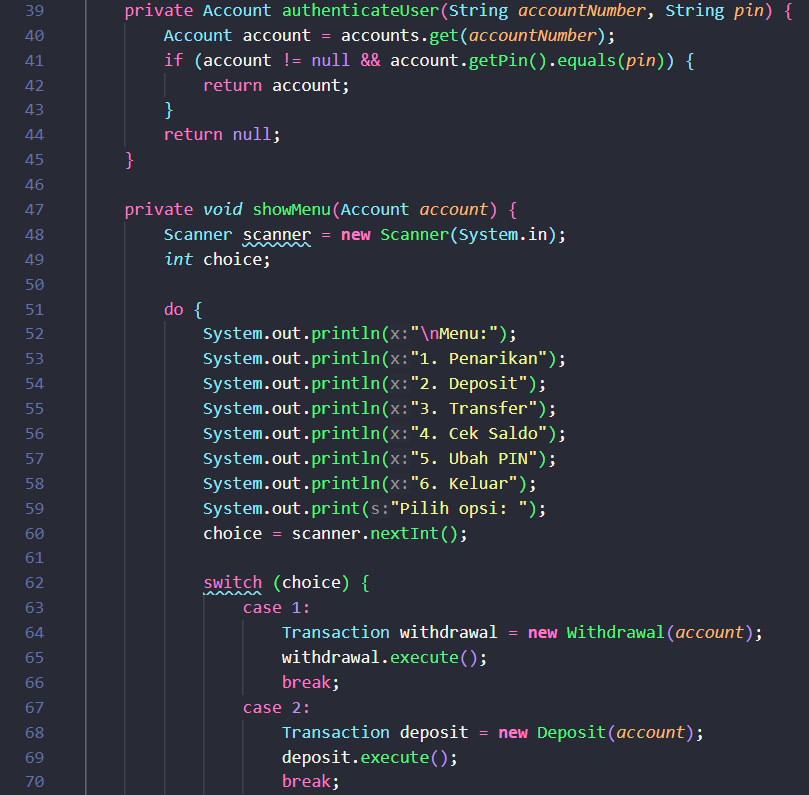 39 private Account authenticateUser(String accountNumber, String pin) {
40 Account account = accounts.get(accountNumber);
41 if (account != null && account.getPin().equals(pin)) {
42 return account;
43 }
44 return null;
45 }
46
47 private void showMenu(Account account) {
48 Scanner scanner = new Scanner(System.in);
49 int choice;
50
51 do {
52 System.out.println(x:"\nMenu:");
53 System.out.println(x:"1. Penarikan");
54 System.out.println(x:"2. Deposit");
55 System.out.println(x:"3. Transfer");
56 System.out.println(x:"4. Cek Saldo");
57 System.out.println(x:"5. Ubah PIN");
58 System.out.println(x:"6. Keluar");
59 System.out.print(s:"Pilih opsi: ");
60 choice = scanner.nextInt();
61
62 switch (choice) {
63 case 1:
64 Transaction withdrawal = new Withdrawal(account);
65 withdrawal.execute();
66 break;
67 case 2:
68 Transaction deposit = new Deposit(account);
69 deposit.execute();
70 break;